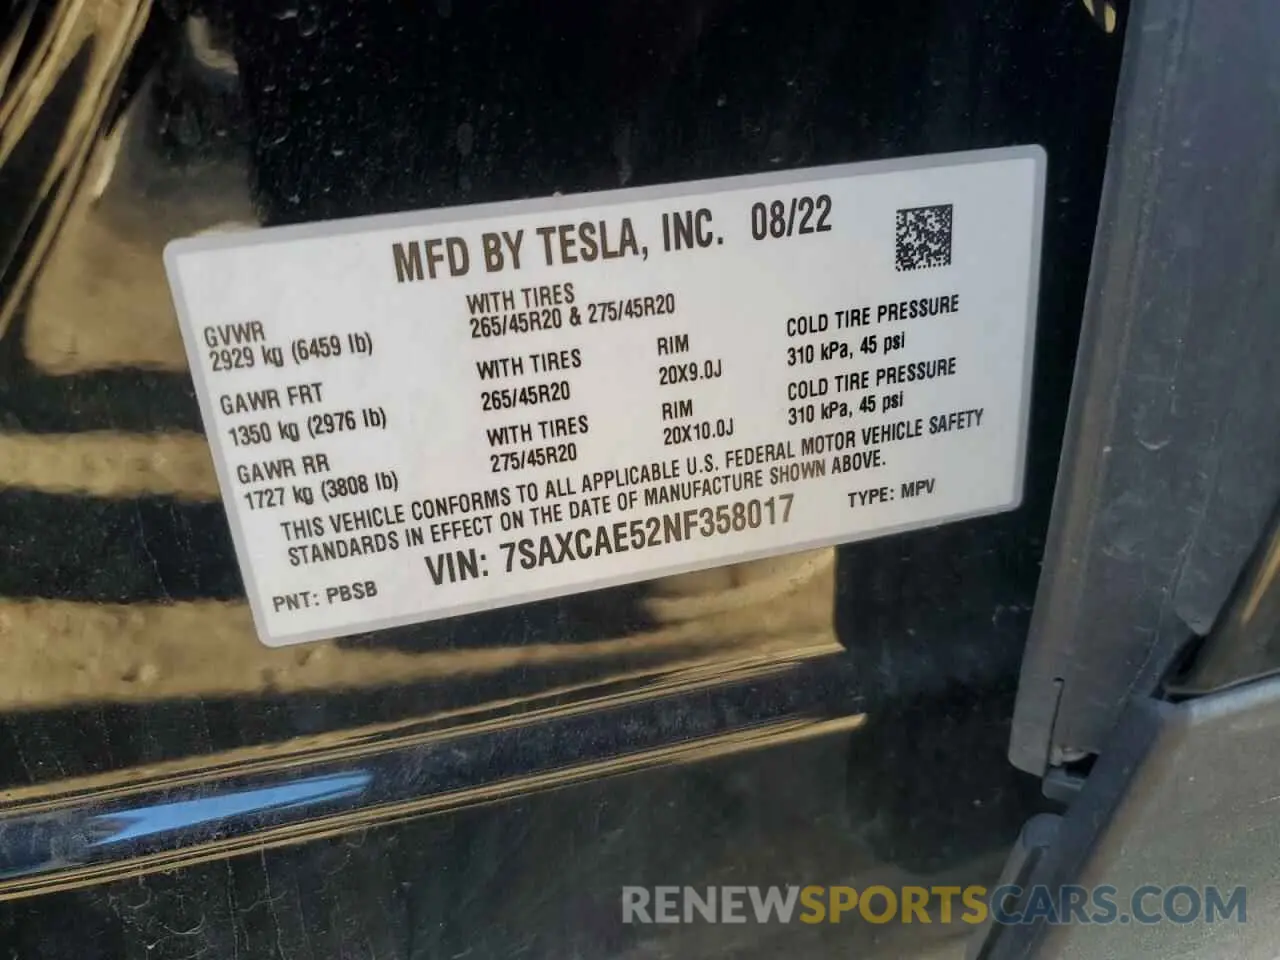 MFD BY TESLA, INC. 08/22
GVWR
2929 kg (6459 lb)
WITH TIRES
265/45R20 & 275/45R20
GAWR FRT
1350 kg (2976 lb)
WITH TIRES
265/45R20
RIM
20X9.0J
COLD TIRE PRESSURE
310 kPa, 45 psi
GAWR RR
1727 kg (3808 lb)
WITH TIRES
275/45R20
RIM
20X10.0J
COLD TIRE PRESSURE
310 kPa, 45 psi
THIS VEHICLE CONFORMS TO ALL APPLICABLE U.S. FEDERAL MOTOR VEHICLE SAFETY
STANDARDS IN EFFECT ON THE DATE OF MANUFACTURE SHOWN ABOVE.
PNT: PBSB
VIN: 7SAXCAE52NF358017
TYPE: MPV
RENEWSPORTSCARS.COM